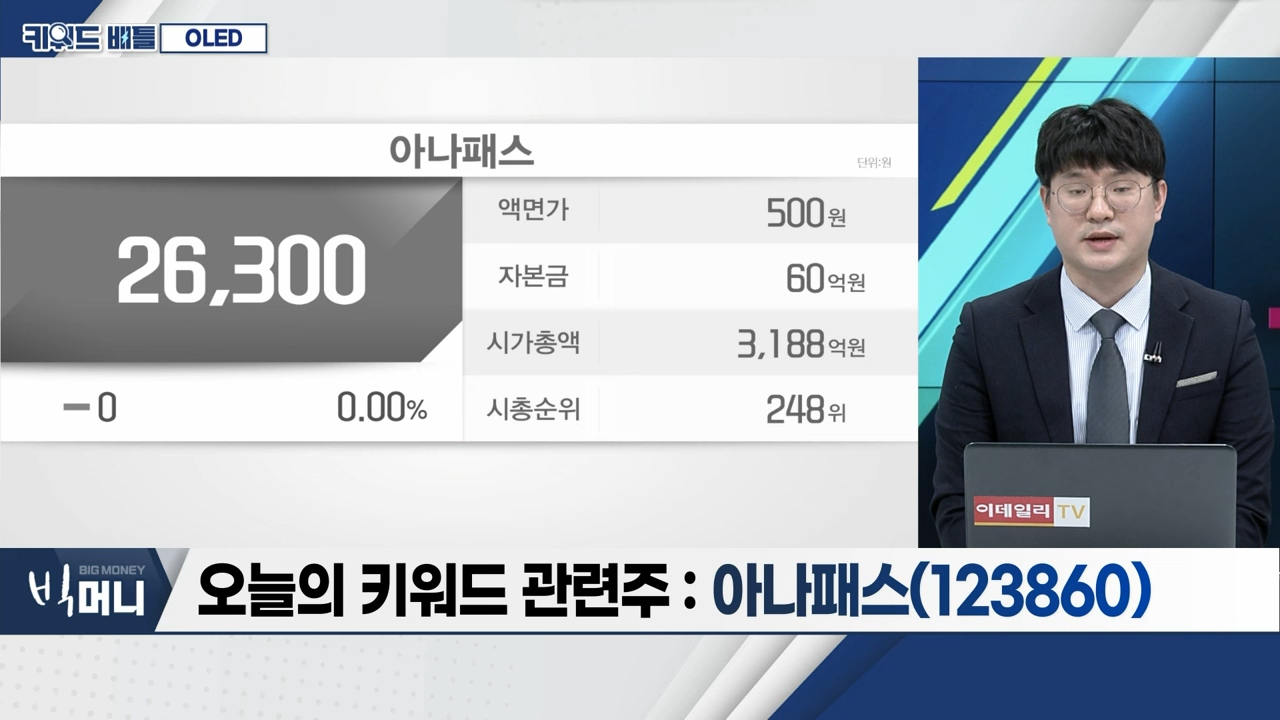 키워드 배틀 OLED
아나패스
단위:원
26,300
0 0.00%
액면가 500원
자본금 60억원
시가총액 3,188억원
시총순위 248위
이데일리 TV
BIG MONEY
빅머니
오늘의 키워드 관련주 : 아나패스(123860)